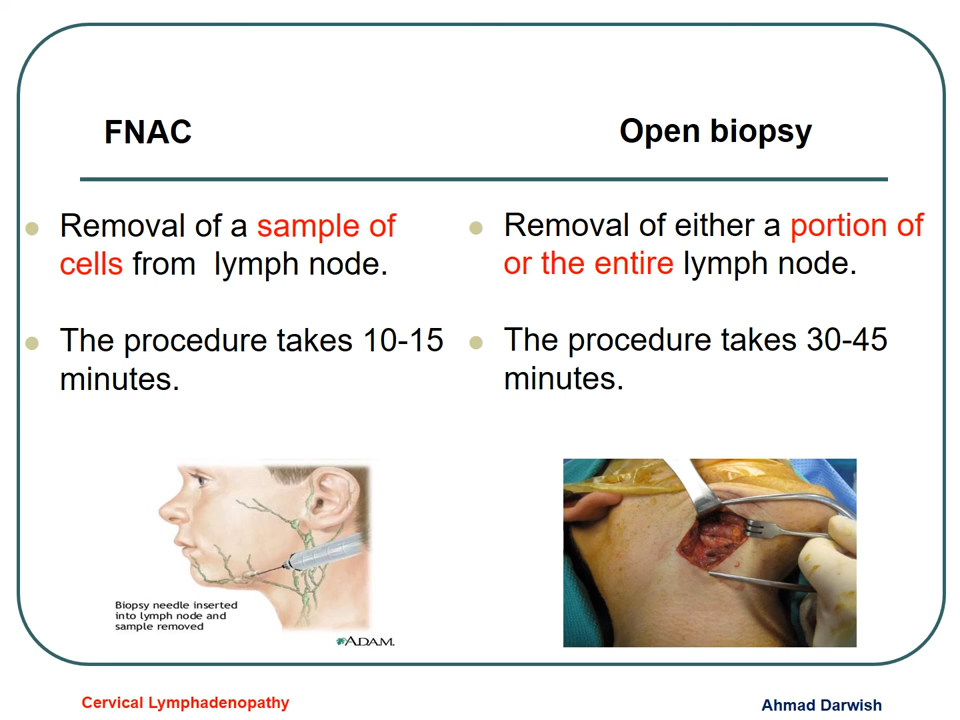 FNAC
Open biopsy
Removal of a sample of
cells from lymph node.
The procedure takes 10-15
minutes.
Removal of either a portion of
or the entire lymph node.
The procedure takes 30-45
minutes.
Biopsy needle inserted
into lymph node and
sample removed
ADAM.
Cervical Lymphadenopathy
Ahmad Darwish